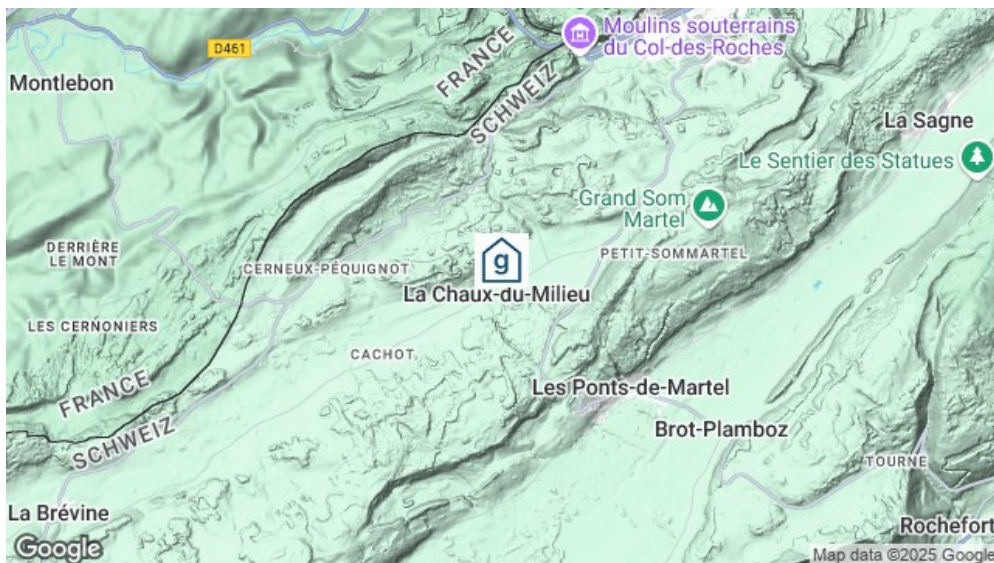 Moulins souterrains
du Col-des-Roches
D461
FRANCE
SCHWEIZ
Montlebon
La Sagne
Le Sentier des Statues
Grand Som
Martel
DERRIÈRE
LE MONT
g
PETIT-SOMMARTEL
CERNEUX-PÉQUIGNOT
La Chaux-du-Milieu
LES CERNONIERS
CACHOT
FRANCE
SCHWEIZ
Les Ponts-de-Martel
Brot-Plamboz
TOURNE
La Brévine
Rochefort
Google
Map data ©2025 Google